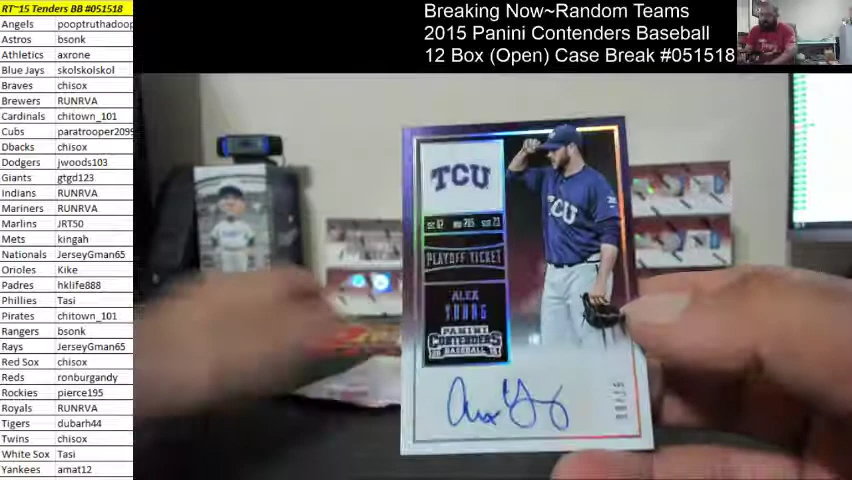 RT~15 Tenders BB #051518
Angels pooptruthadoop
Astros bsonk
Athletics axrone
Blue Jays skolskolskol
Braves chisox
Brewers RUNRVA
Cardinals chitown_101
Cubs paratrooper2099
Dbacks chisox
Dodgers jwoods103
Giants gtgd123
Indians RUNRVA
Mariners RUNRVA
Marlins JRT50
Mets kingah
Nationals JerseyGman65
Orioles Kike
Padres hklife888
Phillies Tasi
Pirates chitown_101
Rangers bsonk
Rays JerseyGman65
Red Sox chisox
Reds ronburgandy
Rockies pierce195
Royals RUNRVA
Tigers dubarh44
Twins chisox
White Sox Tasi
Yankees amat12
Breaking Now~Random Teams
2015 Panini Contenders Baseball
12 Box (Open) Case Break #051518
TCU
PLAYOFF TICKET
ALEX
YOUNG
PANINI
CONTENDERS
BASEBALL
TCU